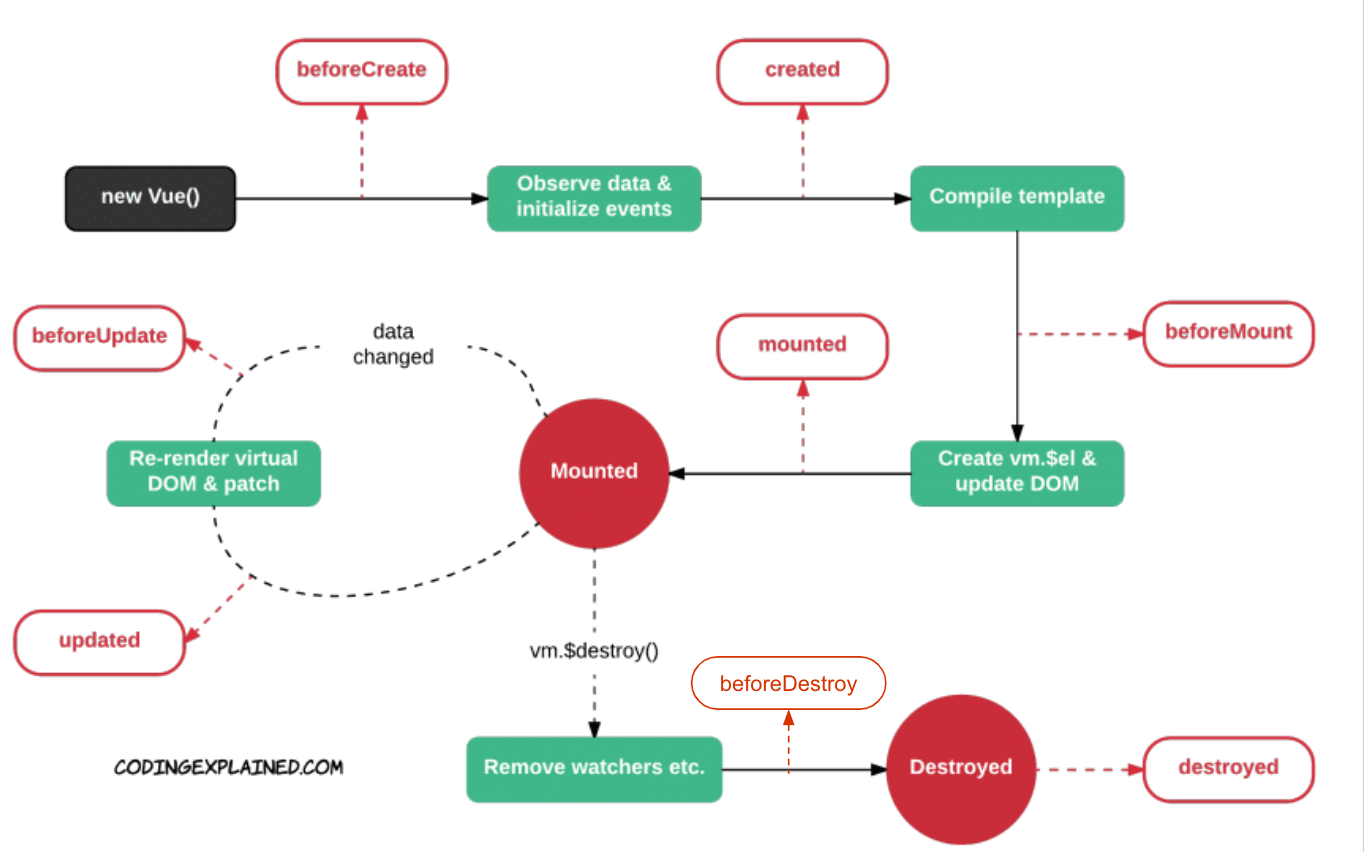 beforeCreate
created
new Vue()
Observe data &
initialize events
Compile template
beforeUpdate
data
changed
mounted
beforeMount
Re-render virtual
DOM & patch
Mounted
Create vm.$el &
update DOM
updated
vm.$destroy()
beforeDestroy
CODINGEXPLAINED.COM
Remove watchers etc.
Destroyed
destroyed